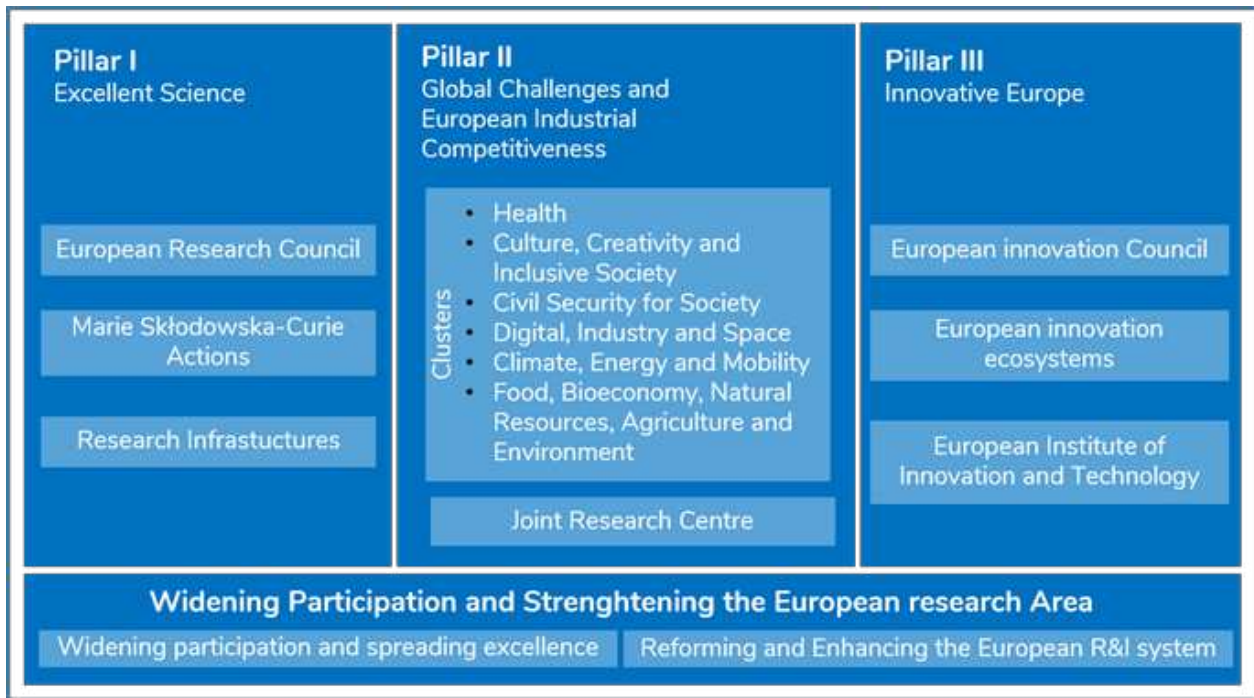 Pillar I
Excellent Science
European Research Council
Marie Skłodowska-Curie
Actions
Research Infrastuctures
Pillar II
Global Challenges and
European Industrial
Competitiveness
Clusters
• Health
• Culture, Creativity and
Inclusive Society
• Civil Security for Society
• Digital, Industry and Space
• Climate, Energy and Mobility
• Food, Bioeconomy, Natural
Resources, Agriculture and
Environment
Joint Research Centre
Pillar III
Innovative Europe
European innovation Council
European innovation
ecosystems
European Institute of
Innovation and Technology
Widening Participation and Strenghtening the European research Area
Widening participation and spreading excellence
Reforming and Enhancing the European R&I system